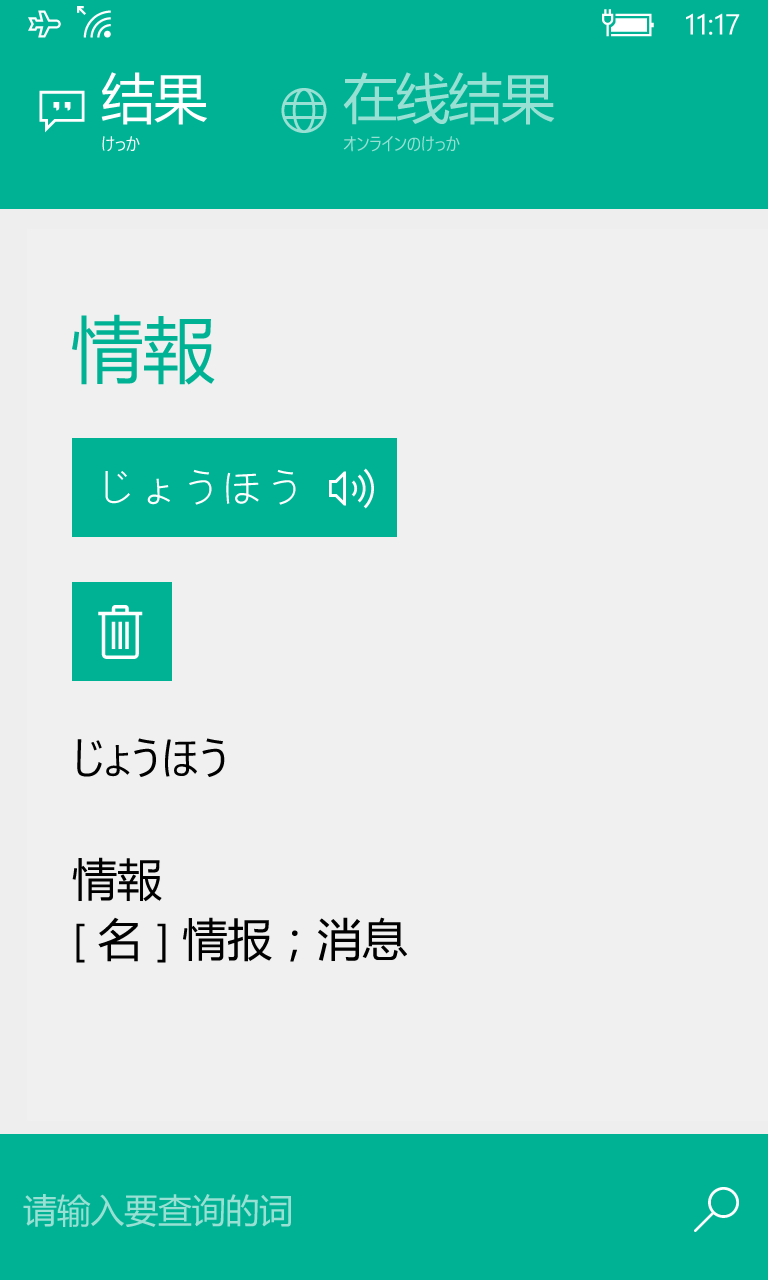 11:17
结果
けっか
在线结果
オンラインのけっか
情報
じょうほう
じょうほう
情報
[ 名 ] 情报；消息
请输入要查询的词